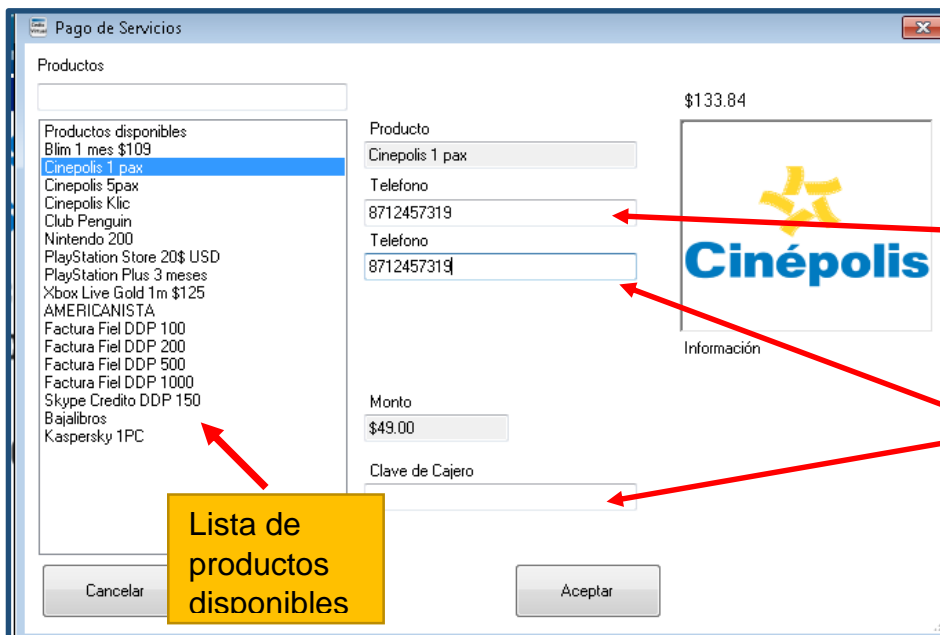 Pago de Servicios
Productos
$133.84
Productos disponibles
Blim 1 mes $109
Cinepolis 1 pax
Cinepolis 5pax
Cinepolis Klic
Club Penguin
Nintendo 200
PlayStation Store 20$ USD
PlayStation Plus 3 meses
Xbox Live Gold 1m $125
AMERICANISTA
Factura Fiel DDP 100
Factura Fiel DDP 200
Factura Fiel DDP 500
Factura Fiel DDP 1000
Skype Credito DDP 150
Bajalibros
Kaspersky 1PC
Producto
Cinepolis 1 pax
Telefono
8712457319
Telefono
8712457319
Cinépolis
Información
Monto
$49.00
Clave de Cajero
Lista de
productos
disponibles
Cancelar
Aceptar